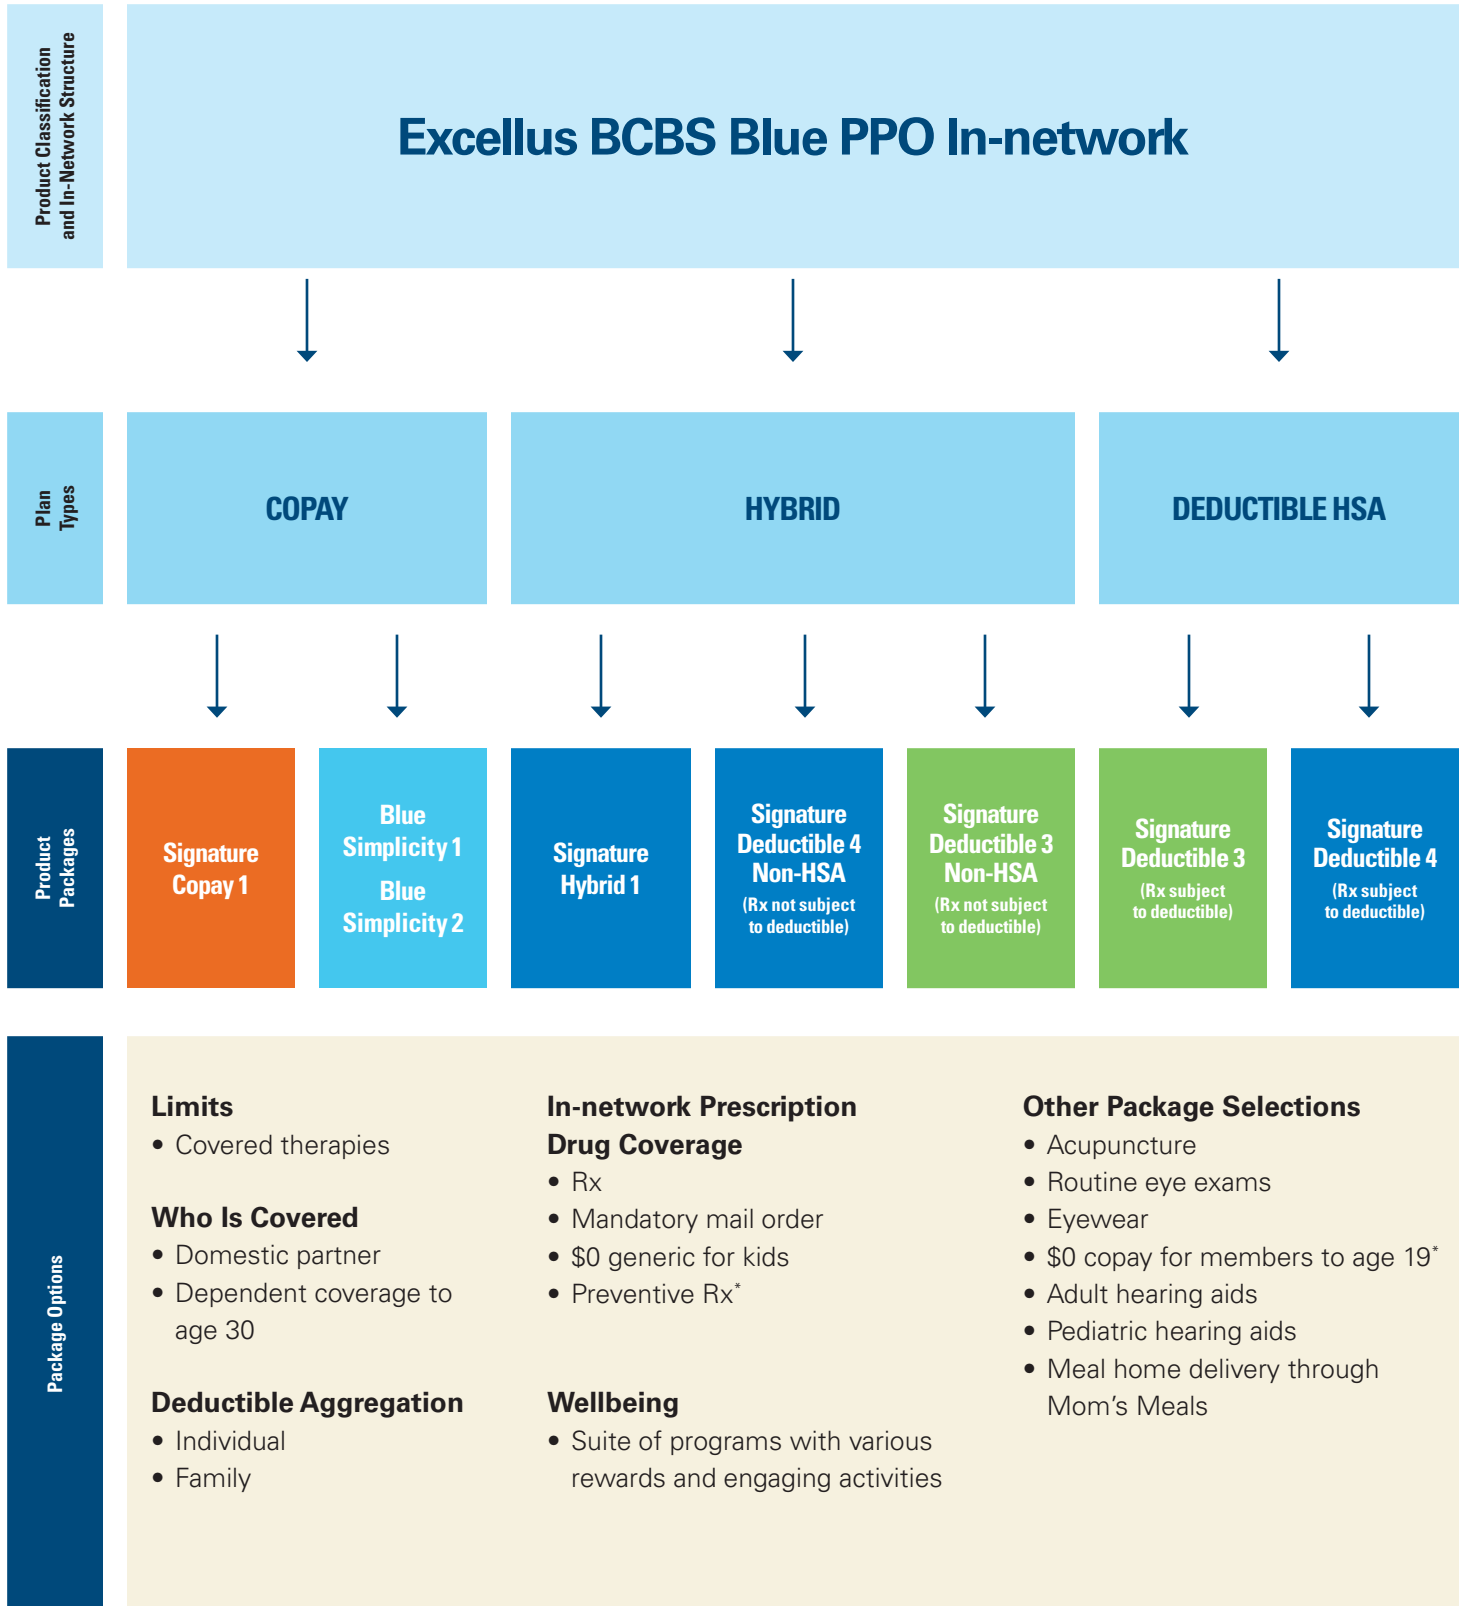 Product Classification
and In-Network Structure
Excellus BCBS Blue PPO In-network
Plan
Types
COPAY
HYBRID
DEDUCTIBLE HSA
Product
Packages
Signature
Copay 1
Blue
Simplicity 1
Blue
Simplicity 2
Signature
Hybrid 1
Signature
Deductible 4
Non-HSA
(Rx not subject
to deductible)
Signature
Deductible 3
Non-HSA
(Rx not subject
to deductible)
Signature
Deductible 3
(Rx subject
to deductible)
Signature
Deductible 4
(Rx subject
to deductible)
Package Options
Limits
• Covered therapies
Who Is Covered
• Domestic partner
• Dependent coverage to
age 30
Deductible Aggregation
• Individual
• Family
In-network Prescription
Drug Coverage
• Rx
• Mandatory mail order
• $0 generic for kids
• Preventive Rx*
Wellbeing
• Suite of programs with various
rewards and engaging activities
Other Package Selections
• Acupuncture
• Routine eye exams
• Eyewear
• $0 copay for members to age 19*
• Adult hearing aids
• Pediatric hearing aids
• Meal home delivery through
Mom's Meals